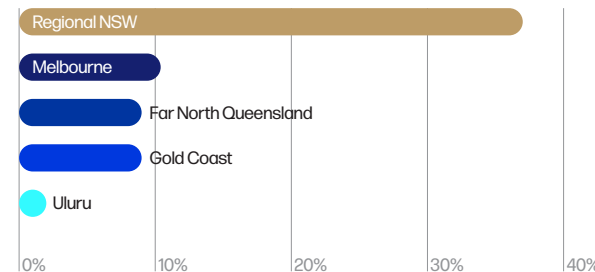 Regional NSW
Melbourne
Far North Queensland
Gold Coast
Uluru
0% 10% 20% 30% 40%